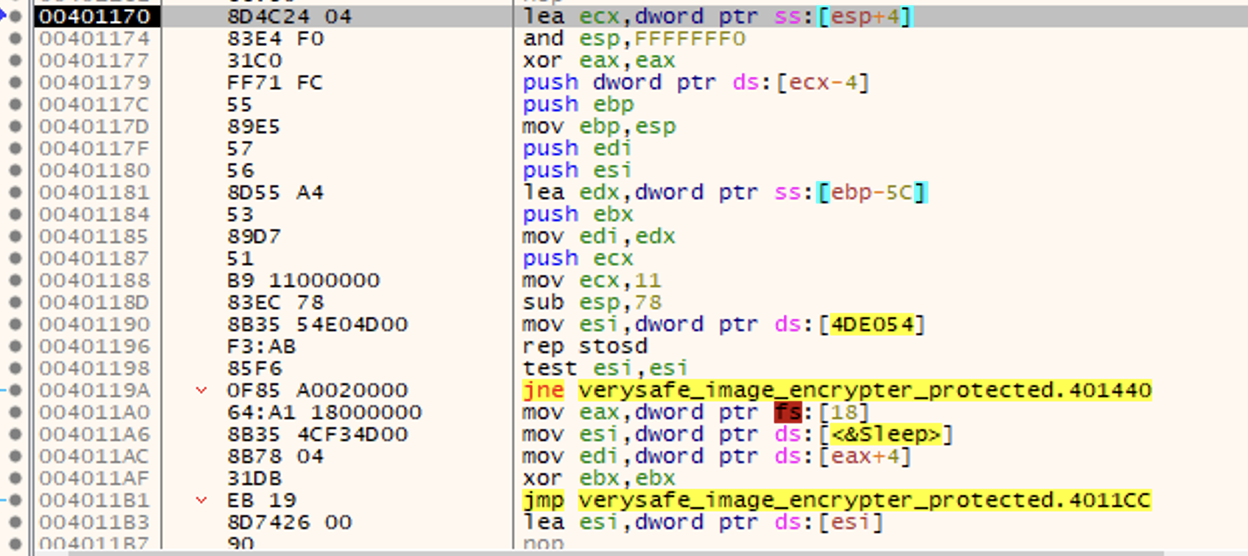 00401170 8D4C24 04 lea ecx,dword ptr ss:[esp+4]
00401174 83E4 F0 and esp,FFFFFFF0
00401177 31C0 xor eax,eax
00401179 FF71 FC push dword ptr ds:[ecx-4]
0040117C 55 push ebp
0040117D 89E5 mov ebp,esp
0040117F 57 push edi
00401180 56 push esi
00401181 8D55 A4 lea edx,dword ptr ss:[ebp-5C]
00401184 53 push ebx
00401185 89D7 mov edi,edx
00401187 51 push ecx
00401188 B9 11000000 mov ecx,11
0040118D 83EC 78 sub esp,78
00401190 8B35 54E04D00 mov esi,dword ptr ds:[4DE054]
00401196 F3:AB rep stosd
00401198 85F6 test esi,esi
0040119A 0F85 A0020000 jne verysafe_image_encrypter_protected.401440
004011A0 64:A1 18000000 mov eax,dword ptr fs:[18]
004011A6 8B35 4CF34D00 mov esi,dword ptr ds:[<&Sleep>]
004011AC 8B78 04 mov edi,dword ptr ds:[eax+4]
004011AF 31DB xor ebx,ebx
004011B1 EB 19 jmp verysafe_image_encrypter_protected.4011CC
004011B3 8D7426 00 lea esi,dword ptr ds:[esi]
004011B7 90 nop